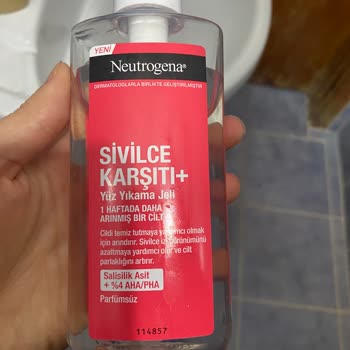 YENİ
Neutrogena®
DERMATOLOGLARLA BİRLİKTE GELİŞTİRİLMİŞTİR
SİVİLCE
KARŞITI+
Yüz Yıkama Jeli
1 HAFTADA DAHA
ARINMIŞ BİR CİLT
Cildi temiz tutmaya yardımcı olmak
için arındırır. Sivilce izi görünümünü
azaltmaya yardımcı olur ve cilt
parlaklığını artırır.
Salisilik Asit
+ %4 AHA/PHA
Parfümsüz
114857